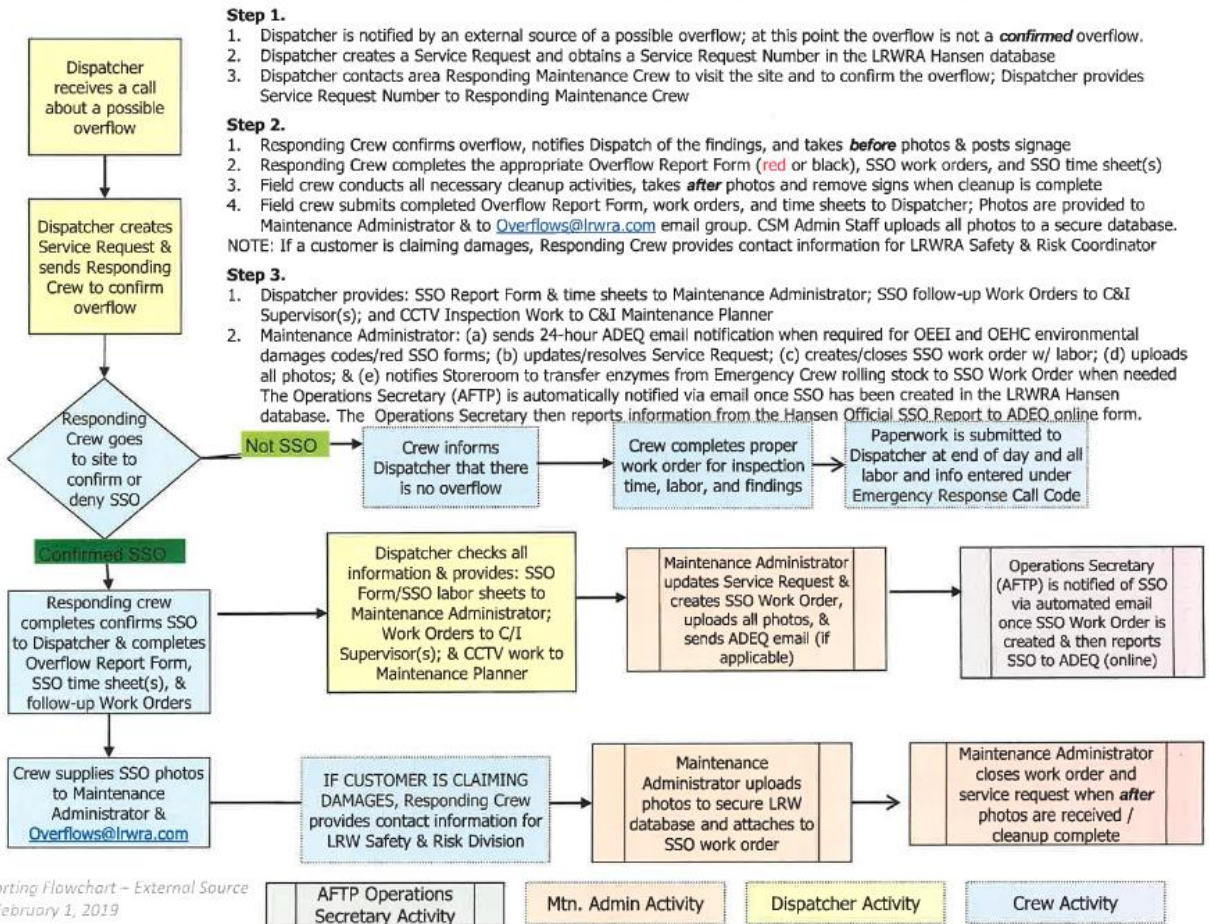 Step 1.
1. Dispatcher is notified by an external source of a possible overflow; at this point the overflow is not a confirmed overflow.
2. Dispatcher creates a Service Request and obtains a Service Request Number in the LRWRA Hansen database
3. Dispatcher contacts area Responding Maintenance Crew to visit the site and to confirm the overflow; Dispatcher provides
Service Request Number to Responding Maintenance Crew
Step 2.
1. Responding Crew confirms overflow, notifies Dispatch of the findings, and takes before photos & posts signage
2. Responding Crew completes the appropriate Overflow Report Form (red or black), SSO work orders, and SSO time sheet(s)
3. Field crew conducts all necessary cleanup activities, takes after photos and remove signs when cleanup is complete
4. Field crew submits completed Overflow Report Form, work orders, and time sheets to Dispatcher; Photos are provided to
Maintenance Administrator & to Overflows@lrwra.com email group. CSM Admin Staff uploads all photos to a secure database.
NOTE: If a customer is claiming damages, Responding Crew provides contact information for LRWRA Safety & Risk Coordinator
Step 3.
1. Dispatcher provides: SSO Report Form & time sheets to Maintenance Administrator; SSO follow-up Work Orders to C&I
Supervisor(s); and CCTV Inspection Work to C&I Maintenance Planner
2. Maintenance Administrator: (a) sends 24-hour ADEQ email notification when required for OEEI and OEHC environmental
damages codes/red SSO forms; (b) updates/resolves Service Request; (c) creates/closes SSO work order w/ labor; (d) uploads
all photos; & (e) notifies Storeroom to transfer enzymes from Emergency Crew rolling stock to SSO Work Order when needed
The Operations Secretary (AFTP) is automatically notified via email once SSO has been created in the LRWRA Hansen
database. The Operations Secretary then reports information from the Hansen Official SSO Report to ADEQ online form.
Dispatcher
receives a call
about a possible
overflow
Dispatcher creates
Service Request &
sends Responding
Crew to confirm
overflow
Responding
Crew goes
to site to
confirm or
deny SSO
Not SSO
Crew informs
Dispatcher that there
is no overflow
Crew completes proper
work order for inspection
time, labor, and findings
Paperwork is submitted to
Dispatcher at end of day and all
labor and info entered under
Emergency Response Call Code
Confirmed SSO
Responding crew
completes confirms SSO
to Dispatcher & completes
Overflow Report Form,
SSO time sheet(s), &
follow-up Work Orders
Dispatcher checks all
information & provides: SSO
Form/SSO labor sheets to
Maintenance Administrator;
Work Orders to C/I
Supervisor(s); & CCTV work to
Maintenance Planner
Maintenance Administrator
updates Service Request &
creates SSO Work Order,
uploads all photos, &
sends ADEQ email (if
applicable)
Operations Secretary
(AFTP) is notified of SSO
via automated email
once SSO Work Order is
created & then reports
SSO to ADEQ (online)
Crew supplies SSO photos
to Maintenance
Administrator &
Overflows@lrwra.com
IF CUSTOMER IS CLAIMING
DAMAGES, Responding Crew
provides contact information for
LRW Safety & Risk Division
Maintenance
Administrator uploads
photos to secure LRW
database and attaches to
SSO work order
Maintenance Administrator
closes work order and
service request when after
photos are received /
cleanup complete
rting Flowchart – External Source
ebruary 1, 2019
AFTP Operations
Secretary Activity
Mtn. Admin Activity
Dispatcher Activity
Crew Activity